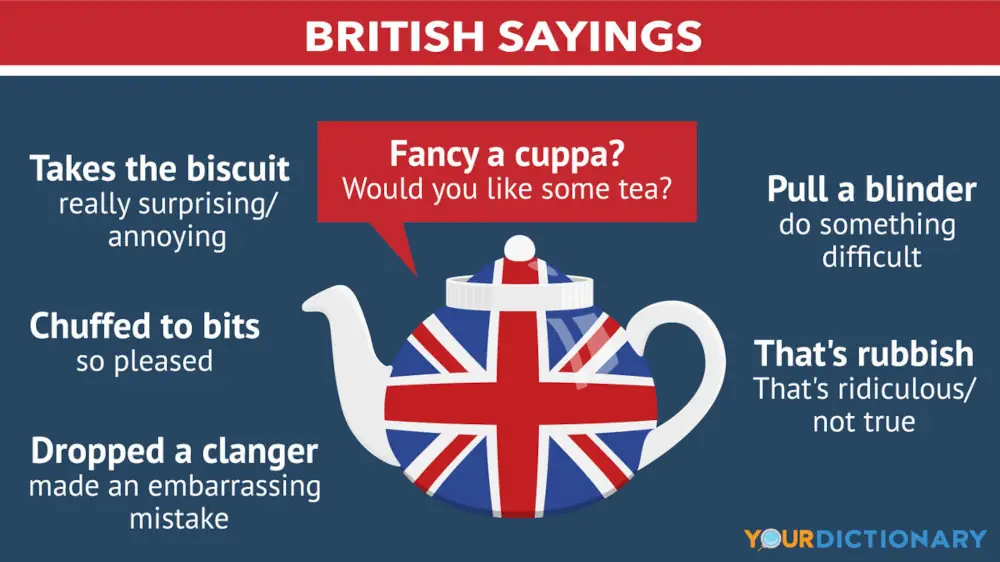 BRITISH SAYINGS
Takes the biscuit
really surprising/
annoying
Fancy a cuppa?
Would you like some tea?
Pull a blinder
do something
difficult
Chuffed to bits
so pleased
That's rubbish
That's ridiculous/
not true
Dropped a clanger
made an embarrassing
mistake
YOURDICTIONARY